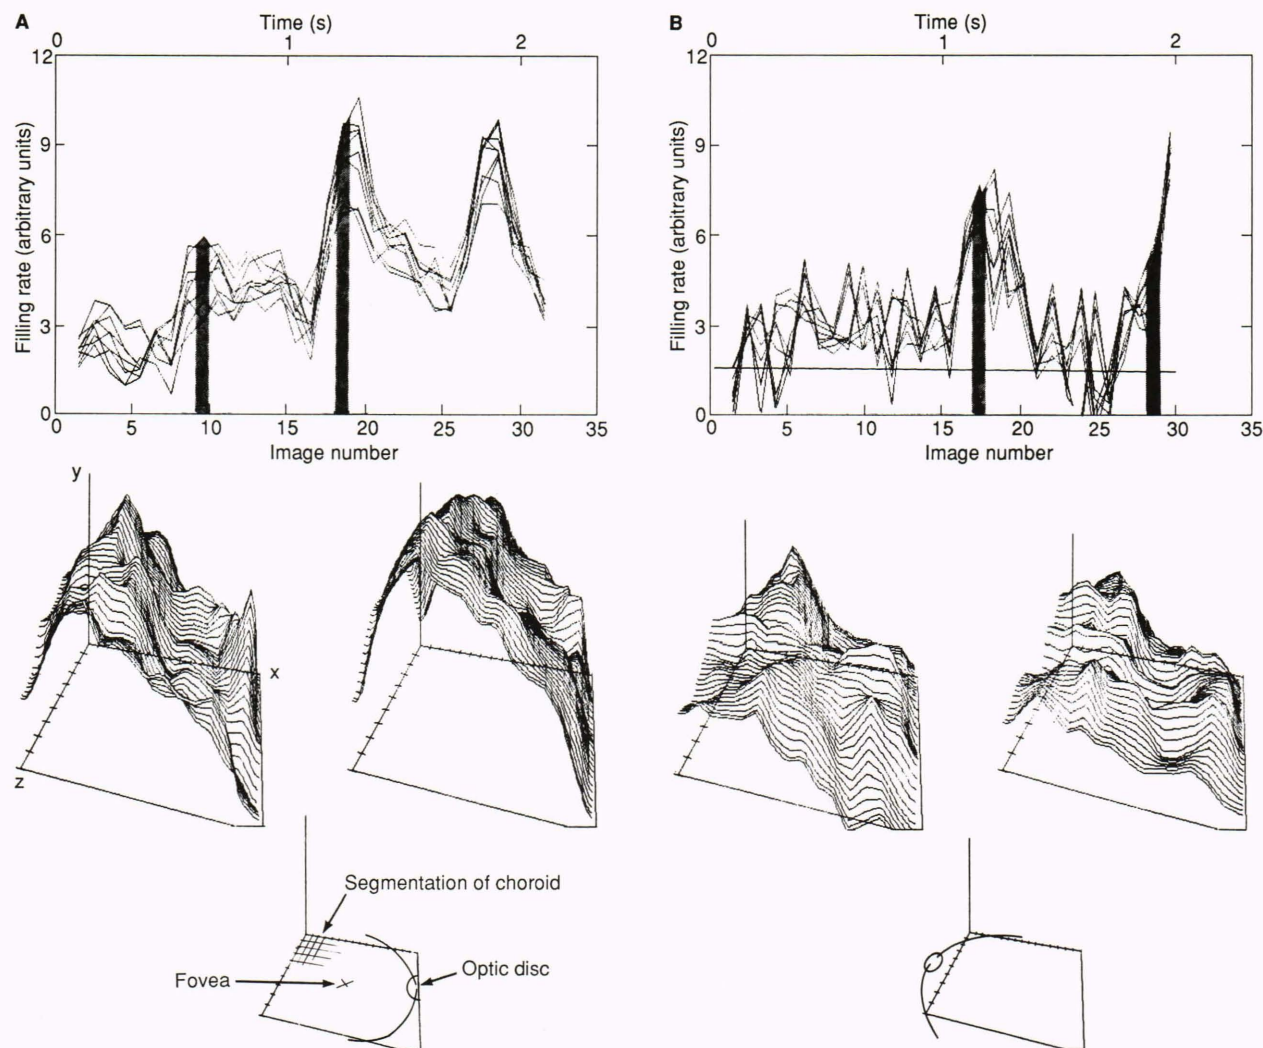 A
Time (s)
0 1 2
Filling rate (arbitrary units)
12
9
6
3
0
0 5 10 15 20 25 30 35
Image number
B
Time (s)
0 1 2
Filling rate (arbitrary units)
12
9
6
3
0
0 5 10 15 20 25 30 35
Image number
y
x
z
Segmentation of choroid
Fovea
Optic disc